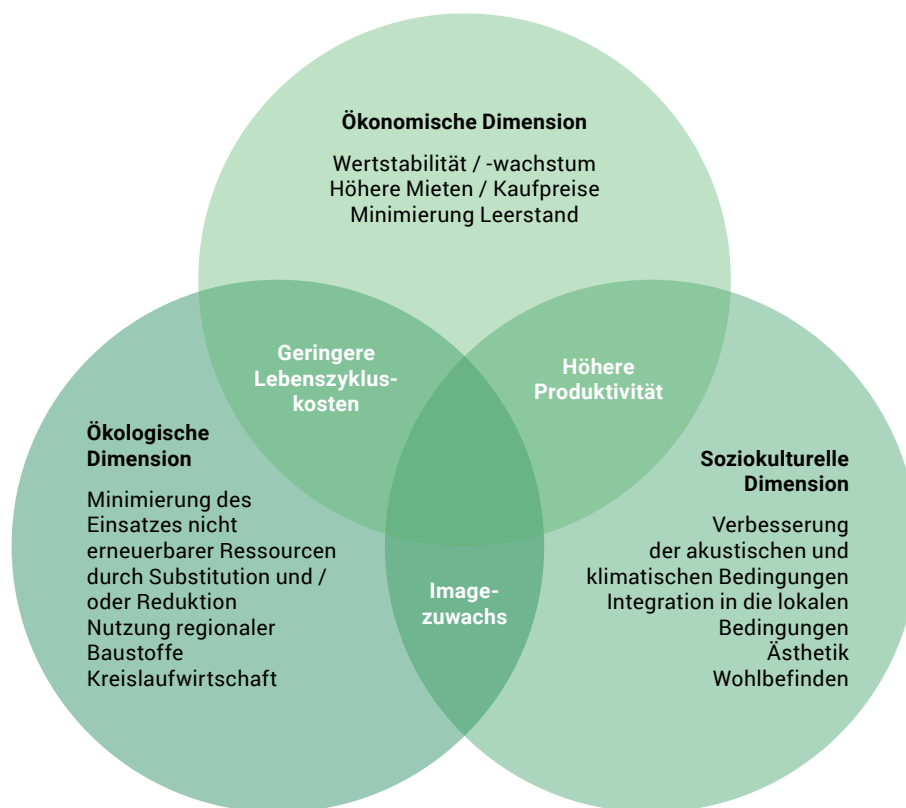 Ökonomische Dimension
Wertstabilität / -wachstum
Höhere Mieten / Kaufpreise
Minimierung Leerstand
Geringere
Lebenszyklus-
kosten
Höhere
Produktivität
Ökologische
Dimension
Minimierung des
Einsatzes nicht
erneuerbarer Ressourcen
durch Substitution und /
oder Reduktion
Nutzung regionaler
Baustoffe
Kreislaufwirtschaft
Image-
zuwachs
Soziokulturelle
Dimension
Verbesserung
der akustischen und
klimatischen Bedingungen
Integration in die lokalen
Bedingungen
Ästhetik
Wohlbefinden